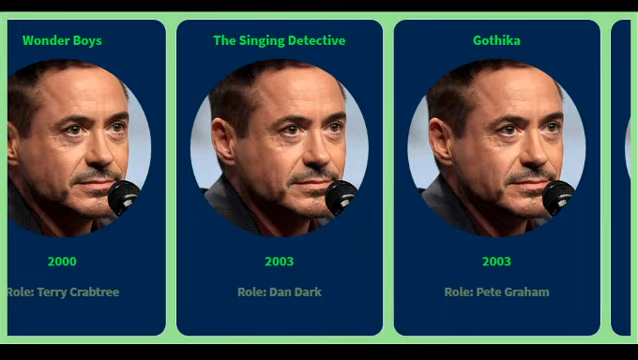 Wonder Boys
2000
Role: Terry Crabtree
The Singing Detective
2003
Role: Dan Dark
Gothika
2003
Role: Pete Graham